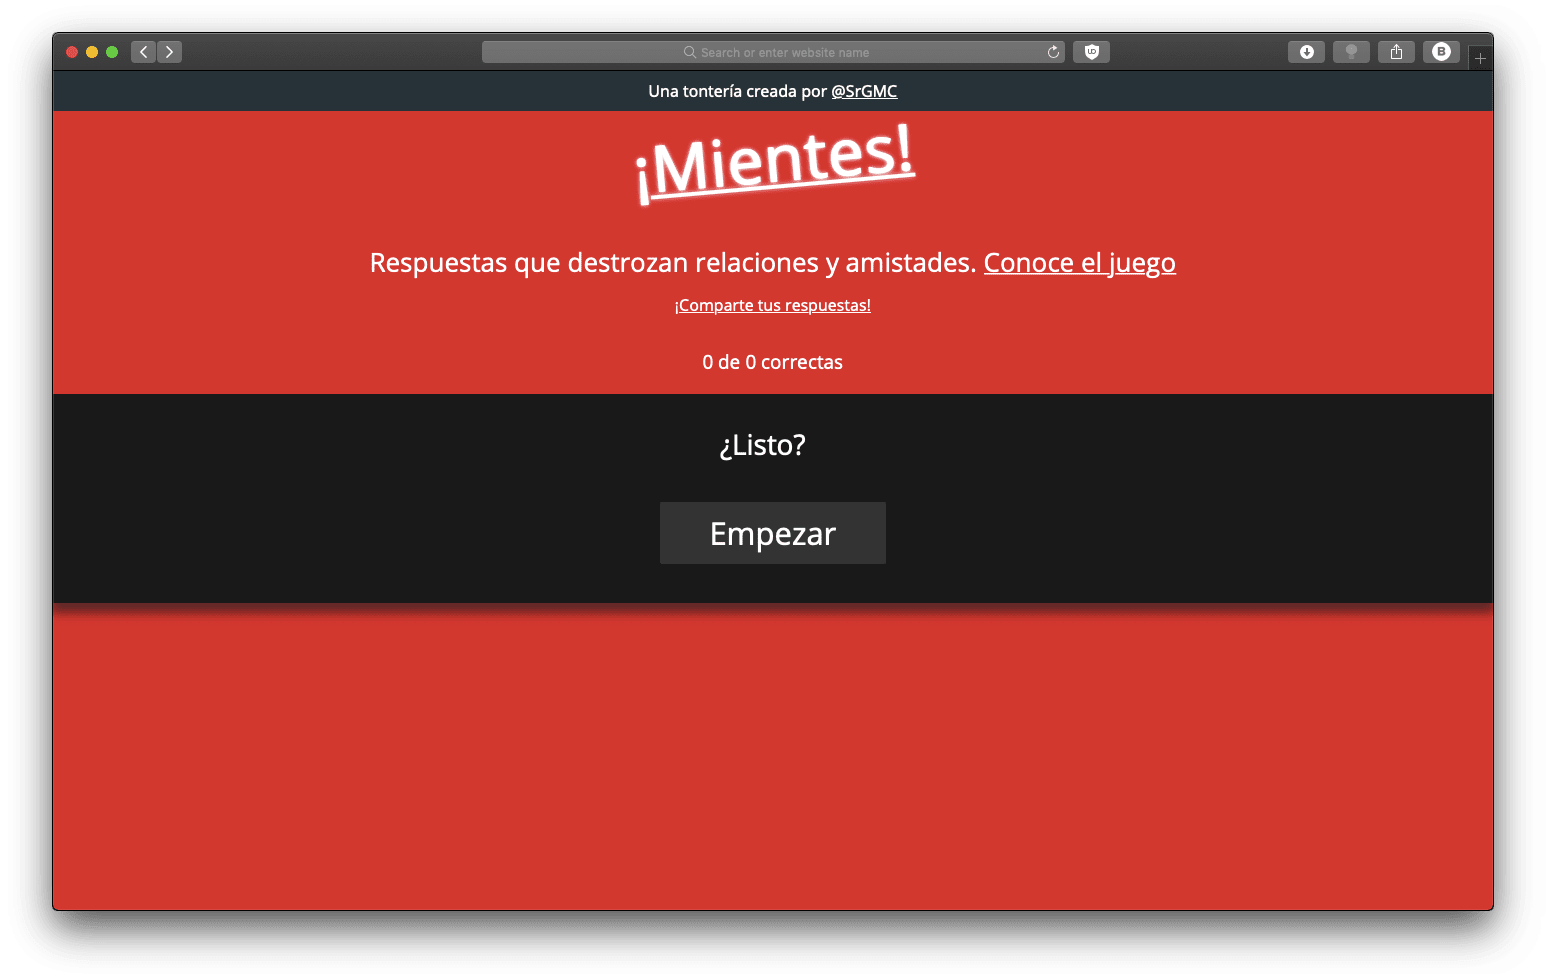 Search or enter website name
Una tontería creada por @SrGMC
¡Mientes!
Respuestas que destrozan relaciones y amistades. Conoce el juego
¡Comparte tus respuestas!
0 de 0 correctas
¿Listo?
Empezar